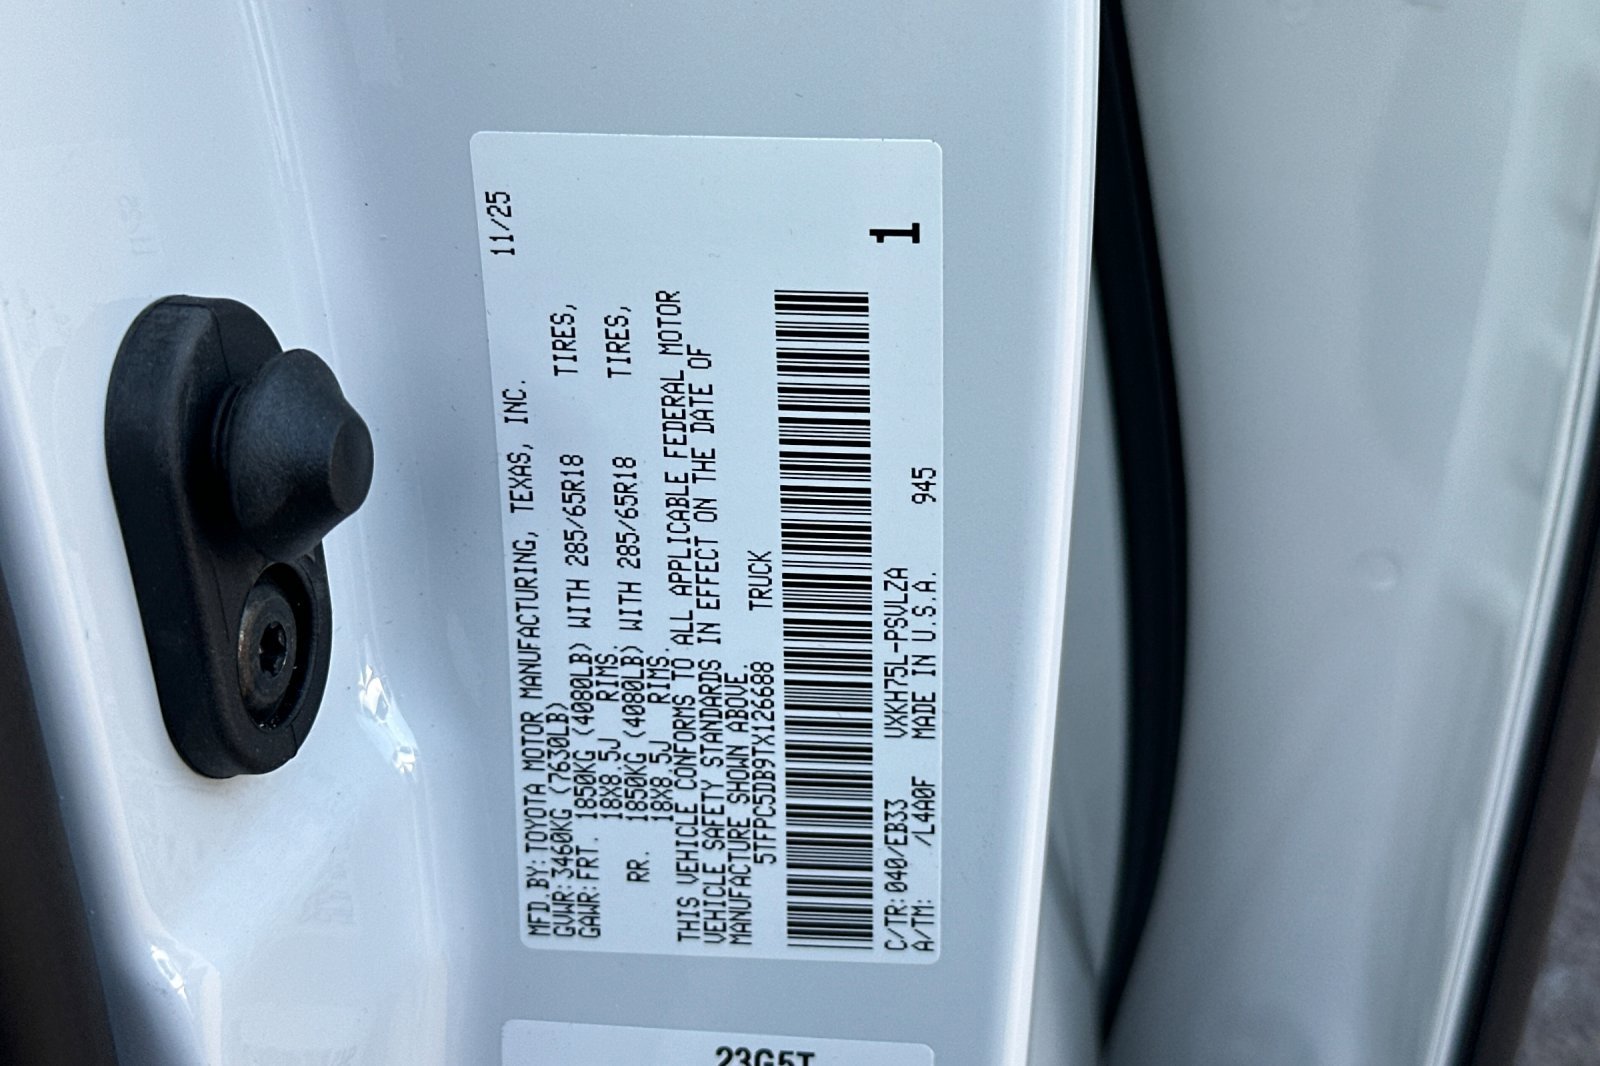 MFD.BY: TOYOTA MOTOR MANUFACTURING, TEXAS, INC. 11/25
GVWR: 3460KG (7630LB)
GAWR: FRT. 1850KG (4080LB) WITH 285/65R18 TIRES,
18X8.5J RIMS.
RR. 1850KG (4080LB) WITH 285/65R18 TIRES,
18X8.5J RIMS.
THIS VEHICLE CONFORMS TO ALL APPLICABLE FEDERAL MOTOR
VEHICLE SAFETY STANDARDS IN EFFECT ON THE DATE OF
MANUFACTURE SHOWN ABOVE.
5TFPC5DB9TX126688 TRUCK
1
C/TR: 040/EB33 VXKH75L-PSVLZA
A/TM: /L4A0F MADE IN U.S.A. 945
23G5T